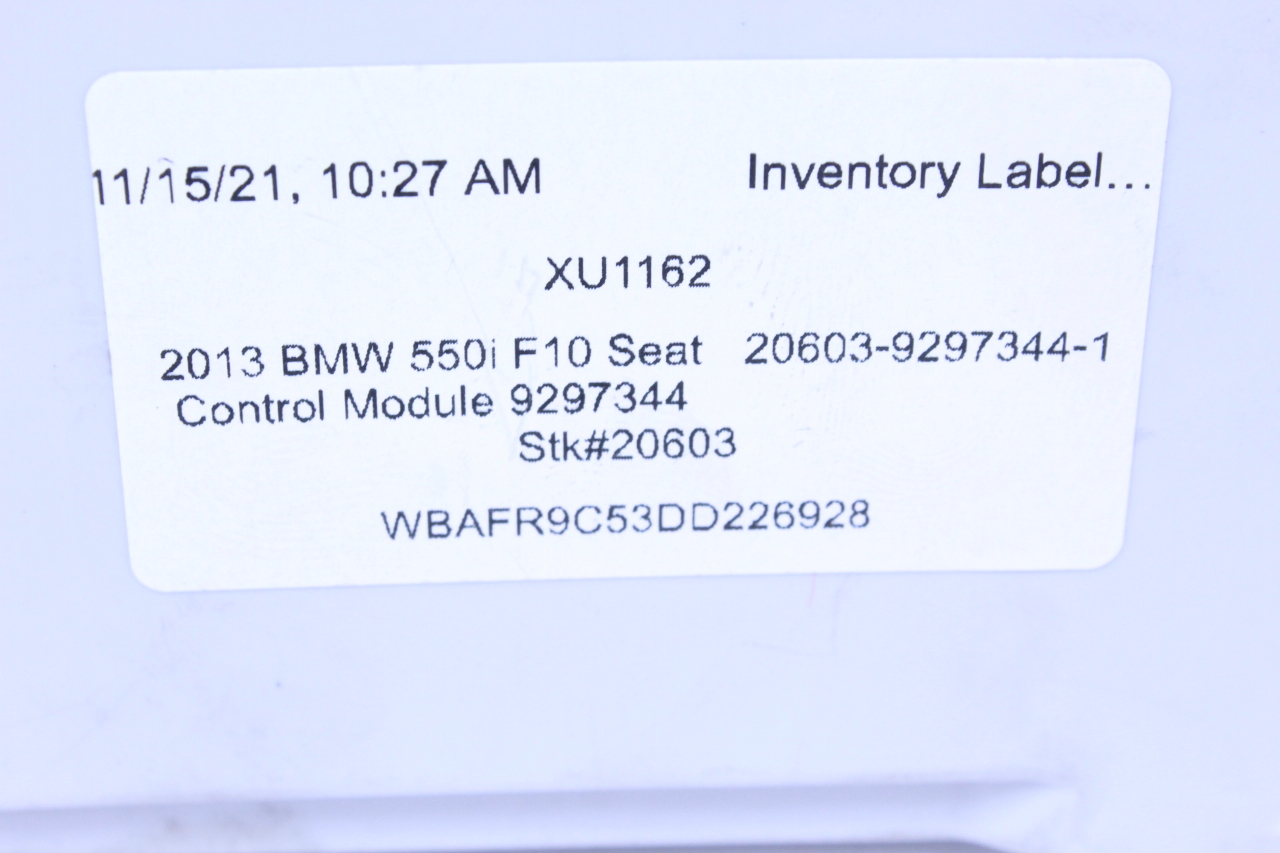 11/15/21, 10:27 AM Inventory Label...
XU1162
2013 BMW 550i F10 Seat 20603-9297344-1
Control Module 9297344
Stk#20603
WBAFR9C53DD226928